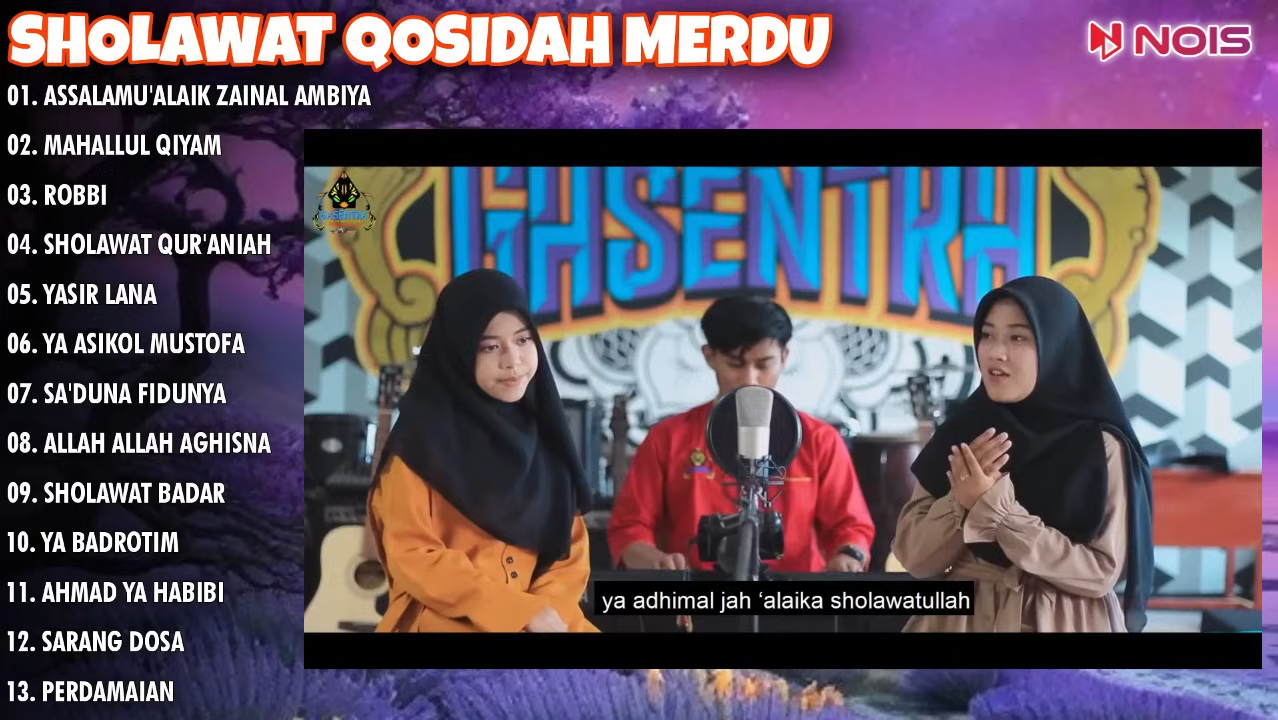 SHOLAWAT QOSIDAH MERDU
NOIS
01. ASSALAMU'ALAIK ZAINAL AMBIYA
02. MAHALLUL QIYAM
03. ROBBI
04. SHOLAWAT QUR'ANIAH
05. YASIR LANA
06. YA ASIKOL MUSTOFA
07. SA'DUNA FIDUNYA
08. ALLAH ALLAH AGHISNA
09. SHOLAWAT BADAR
10. YA BADROTIM
11. AHMAD YA HABIBI
12. SARANG DOSA
13. PERDAMAIAN
GASENTRA
GASENTRA
ya adhimal jah ‘alaika sholawatullah